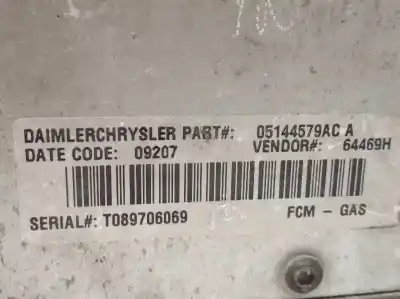 DAIMLERCHRYSLER PART#: 05144579AC A
DATE CODE: 09207 VENDOR#: 64469H
SERIAL#: T089706069 FCM - GAS